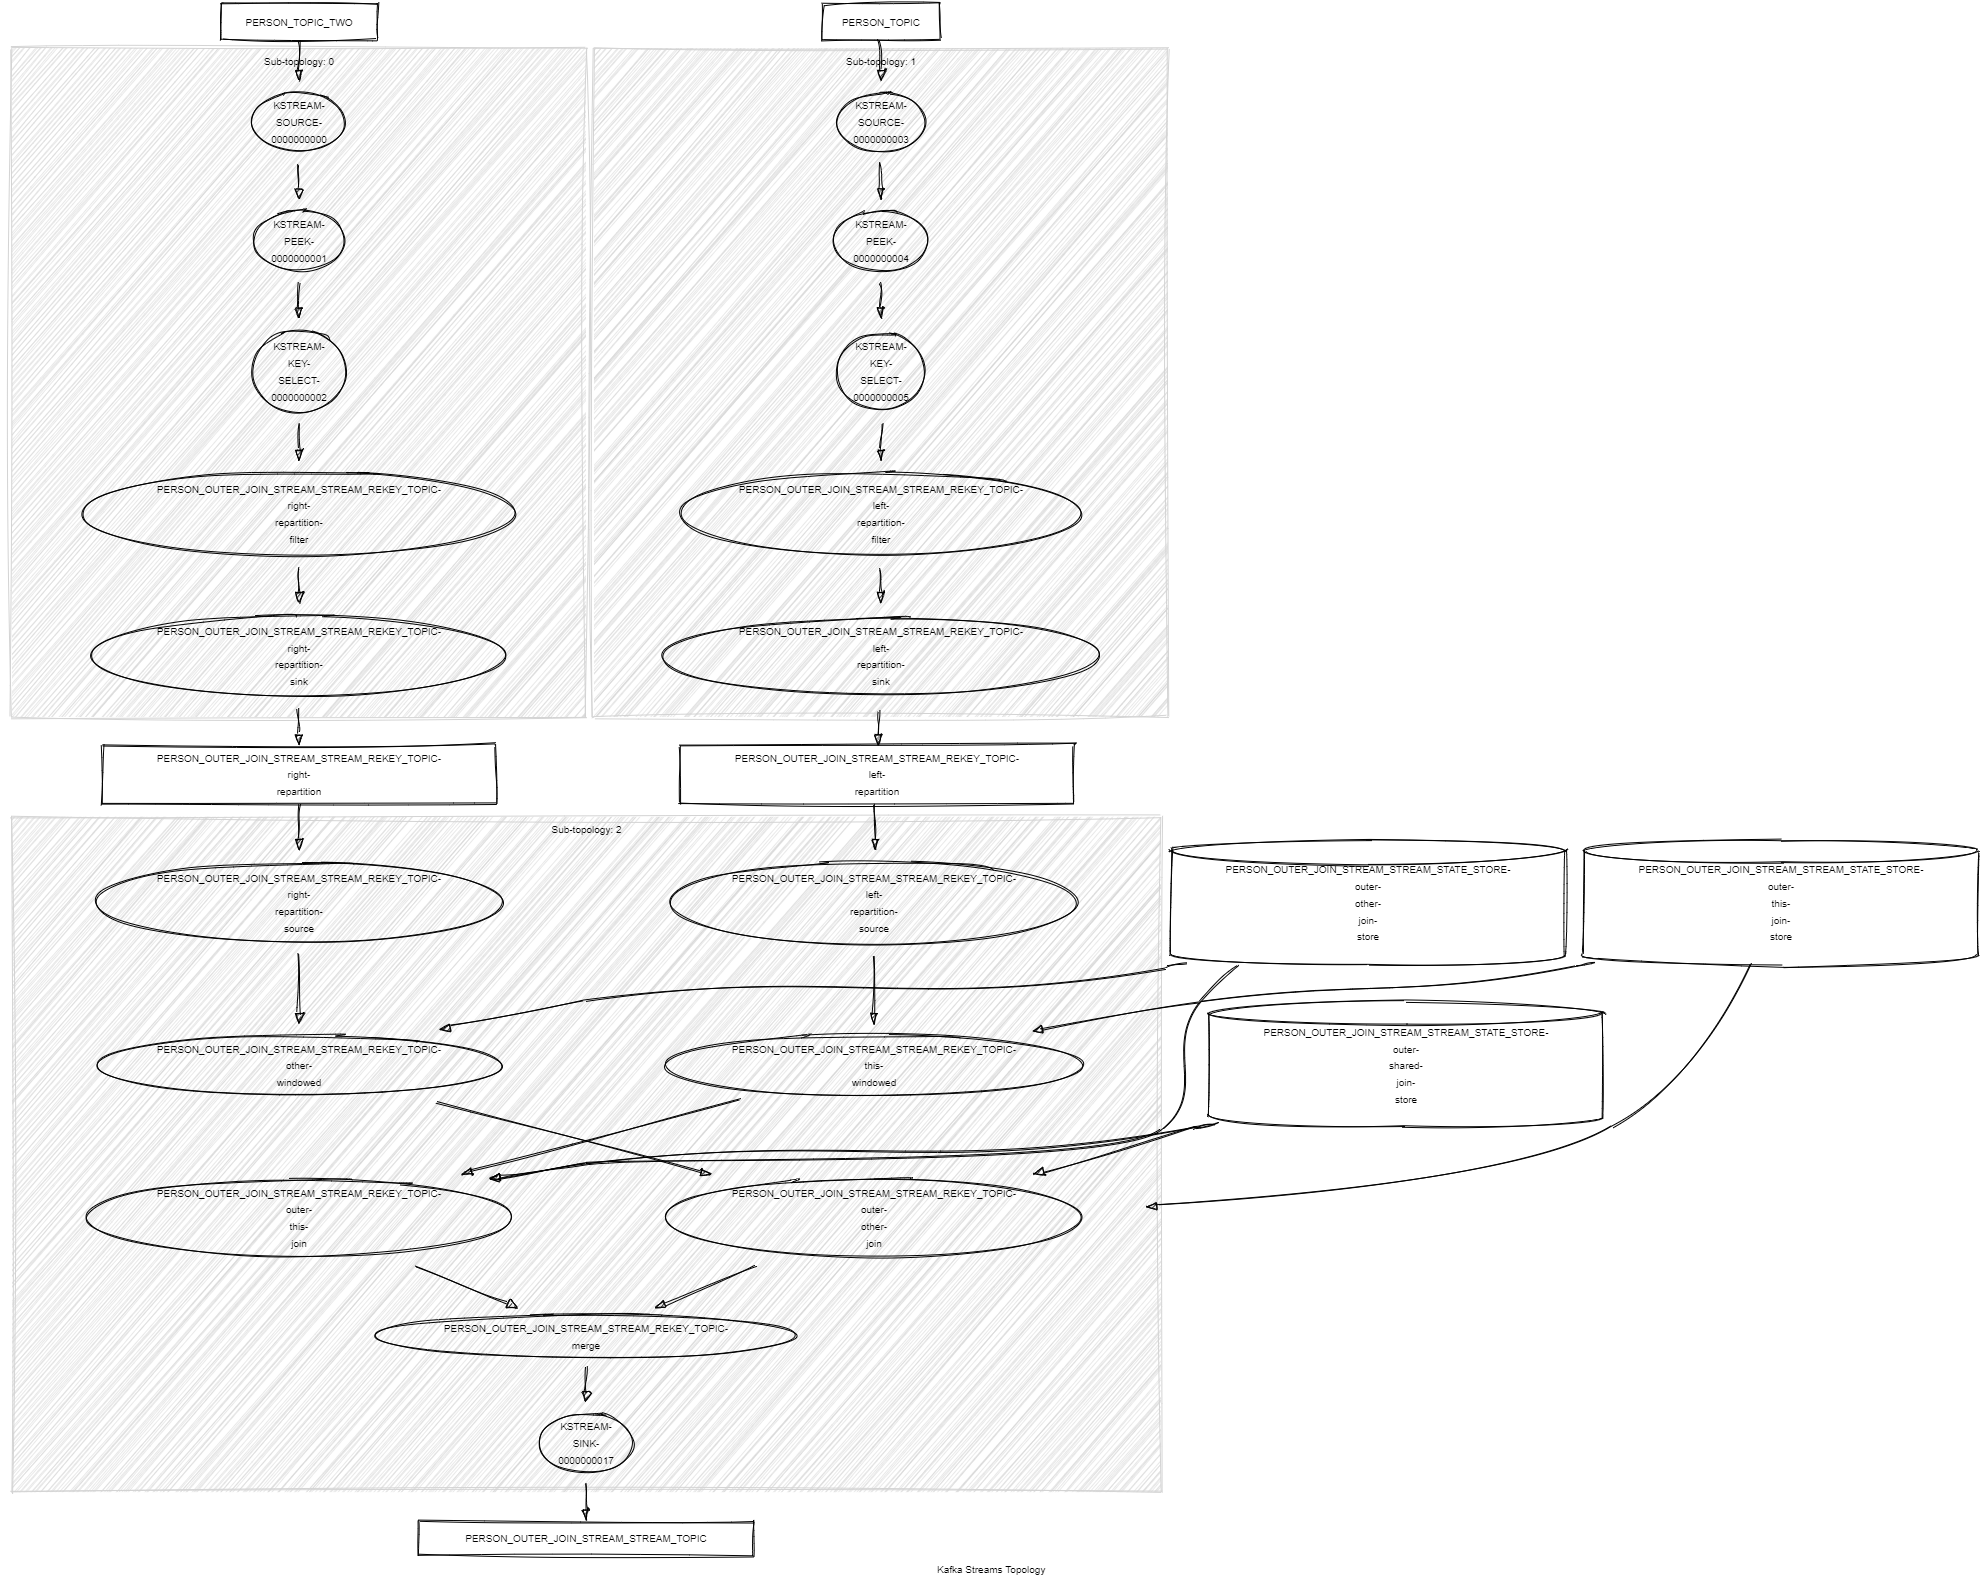 PERSON_TOPIC_TWO
PERSON_TOPIC
Sub-topology: 0
KSTREAM-
SOURCE-
0000000000
KSTREAM-
PEEK-
0000000001
KSTREAM-
KEY-
SELECT-
0000000002
PERSON_OUTER_JOIN_STREAM_STREAM_REKEY_TOPIC-
right-
repartition-
filter
PERSON_OUTER_JOIN_STREAM_STREAM_REKEY_TOPIC-
right-
repartition-
sink
Sub-topology: 1
KSTREAM-
SOURCE-
0000000003
KSTREAM-
PEEK-
0000000004
KSTREAM-
KEY-
SELECT-
0000000005
PERSON_OUTER_JOIN_STREAM_STREAM_REKEY_TOPIC-
left-
repartition-
filter
PERSON_OUTER_JOIN_STREAM_STREAM_REKEY_TOPIC-
left-
repartition-
sink
PERSON_OUTER_JOIN_STREAM_STREAM_REKEY_TOPIC-
right-
repartition
PERSON_OUTER_JOIN_STREAM_STREAM_REKEY_TOPIC-
left-
repartition
Sub-topology: 2
PERSON_OUTER_JOIN_STREAM_STREAM_REKEY_TOPIC-
right-
repartition-
source
PERSON_OUTER_JOIN_STREAM_STREAM_REKEY_TOPIC-
left-
repartition-
source
PERSON_OUTER_JOIN_STREAM_STREAM_STATE_STORE-
outer-
other-
join-
store
PERSON_OUTER_JOIN_STREAM_STREAM_STATE_STORE-
outer-
this-
join-
store
PERSON_OUTER_JOIN_STREAM_STREAM_REKEY_TOPIC-
other-
windowed
PERSON_OUTER_JOIN_STREAM_STREAM_REKEY_TOPIC-
this-
windowed
PERSON_OUTER_JOIN_STREAM_STREAM_STATE_STORE-
outer-
shared-
join-
store
PERSON_OUTER_JOIN_STREAM_STREAM_REKEY_TOPIC-
outer-
this-
join
PERSON_OUTER_JOIN_STREAM_STREAM_REKEY_TOPIC-
outer-
other-
join
PERSON_OUTER_JOIN_STREAM_STREAM_REKEY_TOPIC-
merge
KSTREAM-
SINK-
0000000017
PERSON_OUTER_JOIN_STREAM_STREAM_TOPIC
Kafka Streams Topology